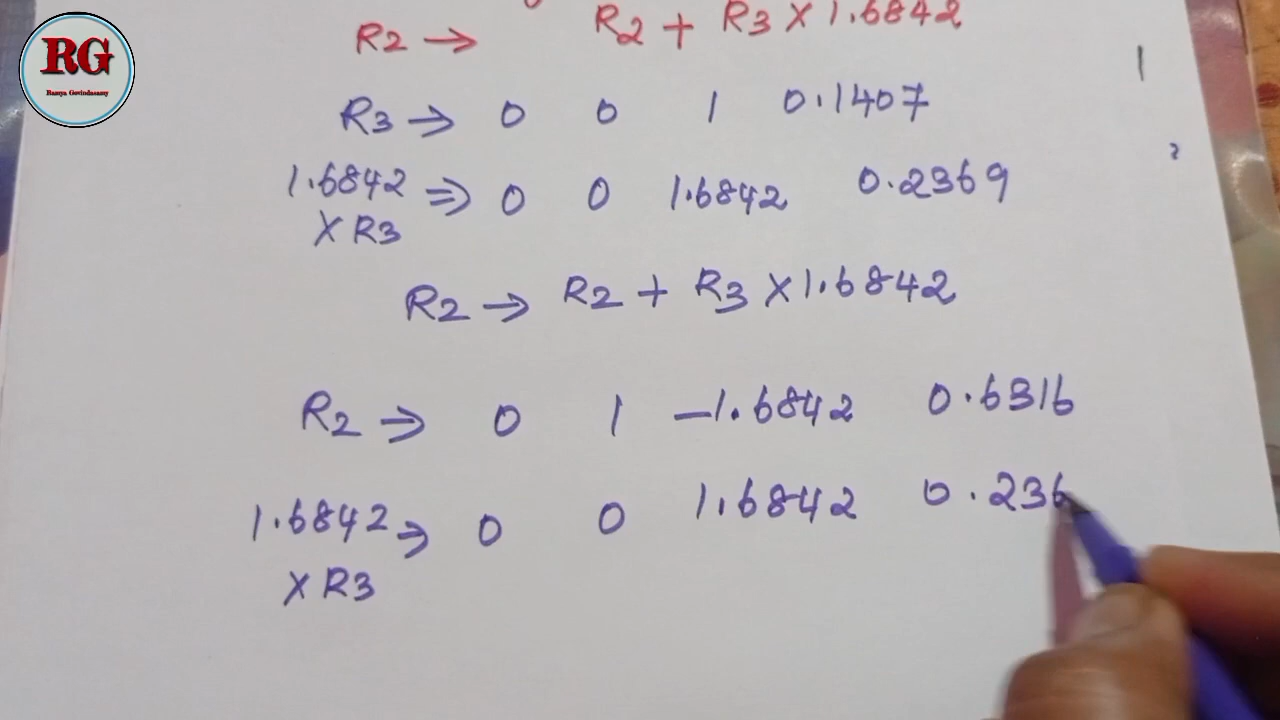 RG
Ramya Govindasamy
R2 → R2 + R3 × 1.6842
R3 → 0 0 1 0.1407
1.6842 ⇒ 0 0 1.6842 0.2369
× R3
R2 → R2 + R3 × 1.6842
R2 ⇒ 0 1 -1.6842 0.6316
1.6842 ⇒ 0 0 1.6842 0.236
× R3